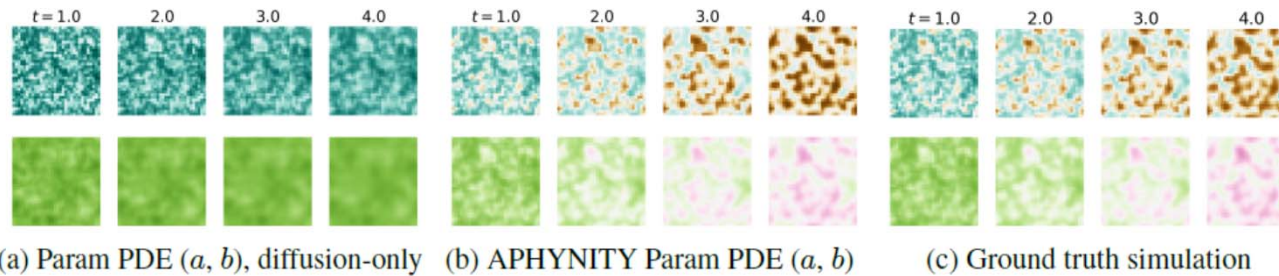 t = 1.0 2.0 3.0 4.0 2.0 3.0 4.0 t = 1.0 2.0 3.0 4.0
t = 1.0
(a) Param PDE (a, b), diffusion-only (b) APHYNITY Param PDE (a, b) (c) Ground truth simulation